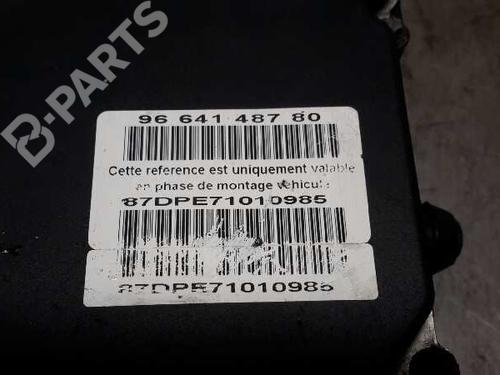 B-PARTS
96 641 487 80
Cette reference est uniquement valable
en phase de montage vehicule
87DPE71010985
87DPE71010985